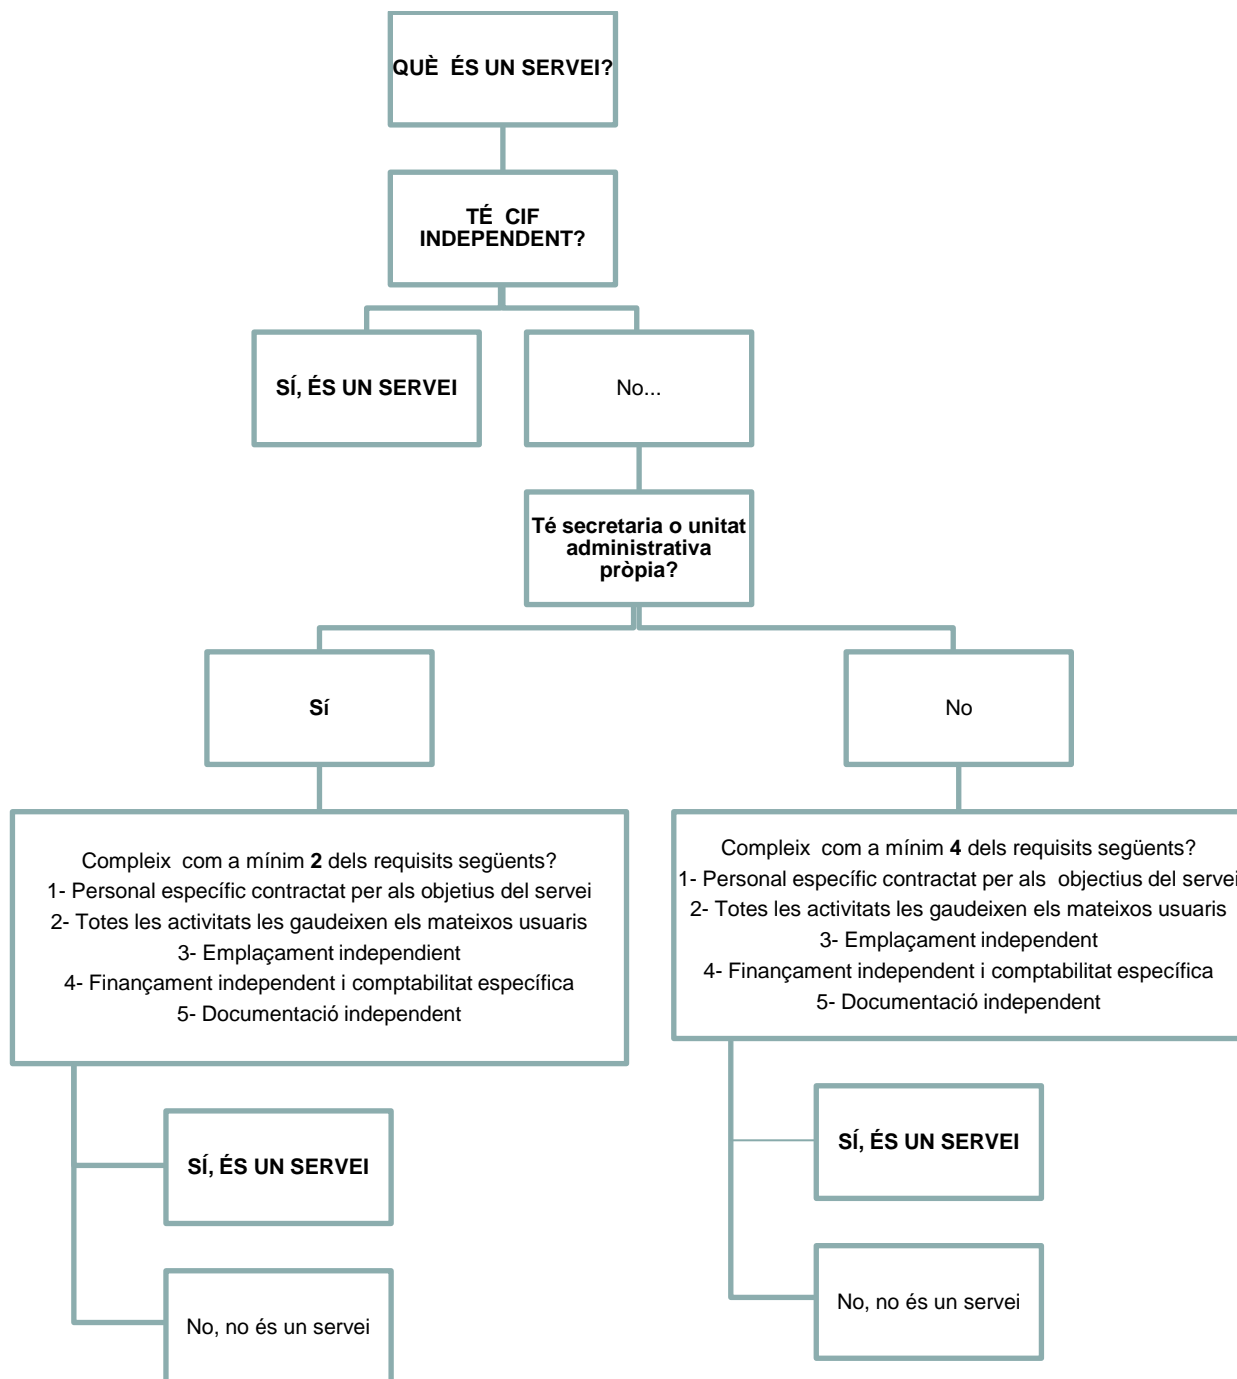 QUÈ ÉS UN SERVEI?
TÉ CIF
INDEPENDENT?
SÍ, ÉS UN SERVEI
No...
Té secretaria o unitat
administrativa
pròpia?
Sí
No
Compleix com a mínim 2 dels requisits següents?
1- Personal específic contractat per als objetius del servei
2- Totes les activitats les gaudeixen els mateixos usuaris
3- Emplaçament independient
4- Finançament independent i comptabilitat específica
5- Documentació independent
Compleix com a mínim 4 dels requisits següents?
1- Personal específic contractat per als objectius del servei
2- Totes les activitats les gaudeixen els mateixos usuaris
3- Emplaçament independent
4- Finançament independent i comptabilitat específica
5- Documentació independent
SÍ, ÉS UN SERVEI
No, no és un servei
SÍ, ÉS UN SERVEI
No, no és un servei